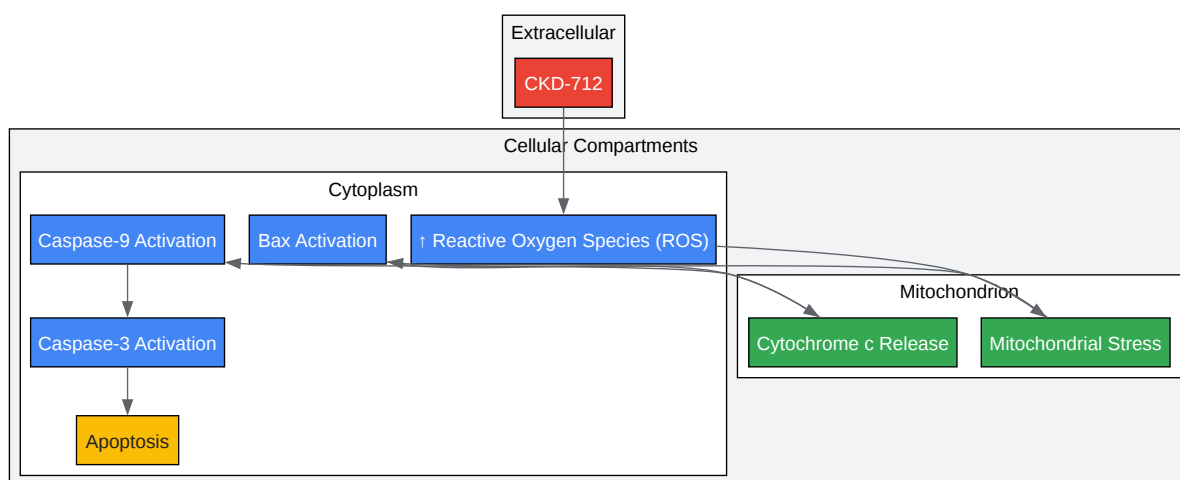 Extracellular
CKD-712
Cellular Compartments
Cytoplasm
Caspase-9 Activation
Bax Activation
↑ Reactive Oxygen Species (ROS)
Mitochondrion
Caspase-3 Activation
Cytochrome c Release
Mitochondrial Stress
Apoptosis